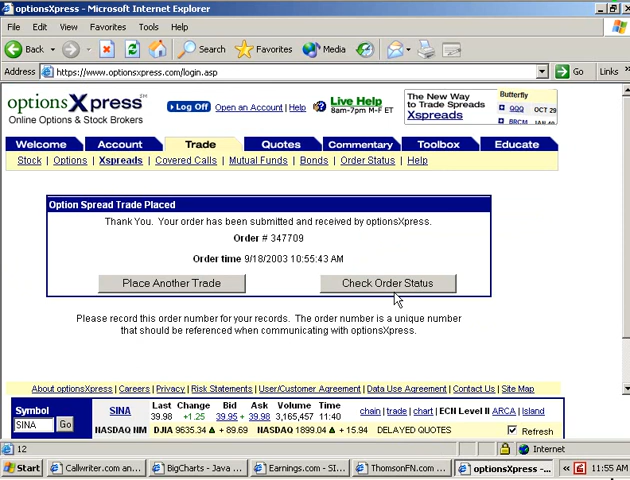 optionsXpress - Microsoft Internet Explorer
File Edit View Favorites Tools Help
Back Search Favorites Media
Address https://www.optionsxpress.com/login.asp Go Links »
optionsXpress
Online Options & Stock Brokers
Log Off Open an Account | Help
Live Help
8am-7pm M-F ET
The New Way
to Trade Spreads
Xspreads
Butterfly
QQQ OCT 29
BRCM
Welcome Account Trade Quotes Commentary Toolbox Educate
Stock | Options | Xspreads | Covered Calls | Mutual Funds | Bonds | Order Status | Help
Option Spread Trade Placed
Thank You. Your order has been submitted and received by optionsXpress.
Order # 347709
Order time 9/18/2003 10:55:43 AM
Place Another Trade Check Order Status
Please record this order number for your records. The order number is a unique number
that should be referenced when communicating with optionsXpress.
About optionsXpress | Careers | Privacy | Risk Statements | User/Customer Agreement | Data Use Agreement | Contact Us | Site Map
Symbol SINA Last Change Bid Ask Volume Time chain | trade | chart | ECN Level II ARCA | Island
39.98 +1.25 39.95 + 39.98 3,165,457 11:40
SINA Go NASDAQ NM DJIA 9635.34 + 89.69 NASDAQ 1899.04 + 15.94 DELAYED QUOTES Refresh
12 Internet
Start Callwriter.com an... BigCharts - Java ... Earnings.com - SI... ThomsonFN.com ... optionsXpress -... « 11:55 AM